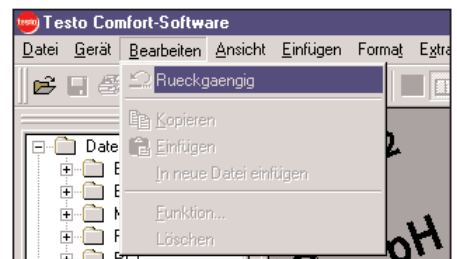 Testo Comfort-Software
Datei Gerät Bearbeiten Ansicht Einfügen Format Extra
Rueckgaengig
Kopieren
Date Einfügen
E In neue Datei einfügen
E
M Funktion...
F Löschen
pH